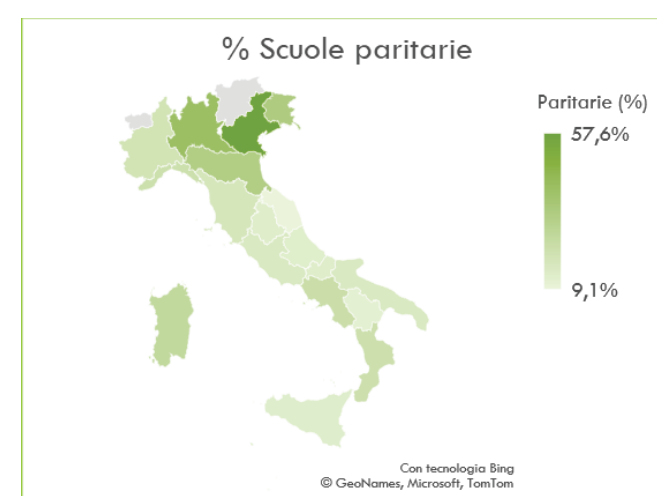 % Scuole paritarie
Paritarie (%)
57,6%
9,1%
Con tecnologia Bing
© GeoNames, Microsoft, TomTom